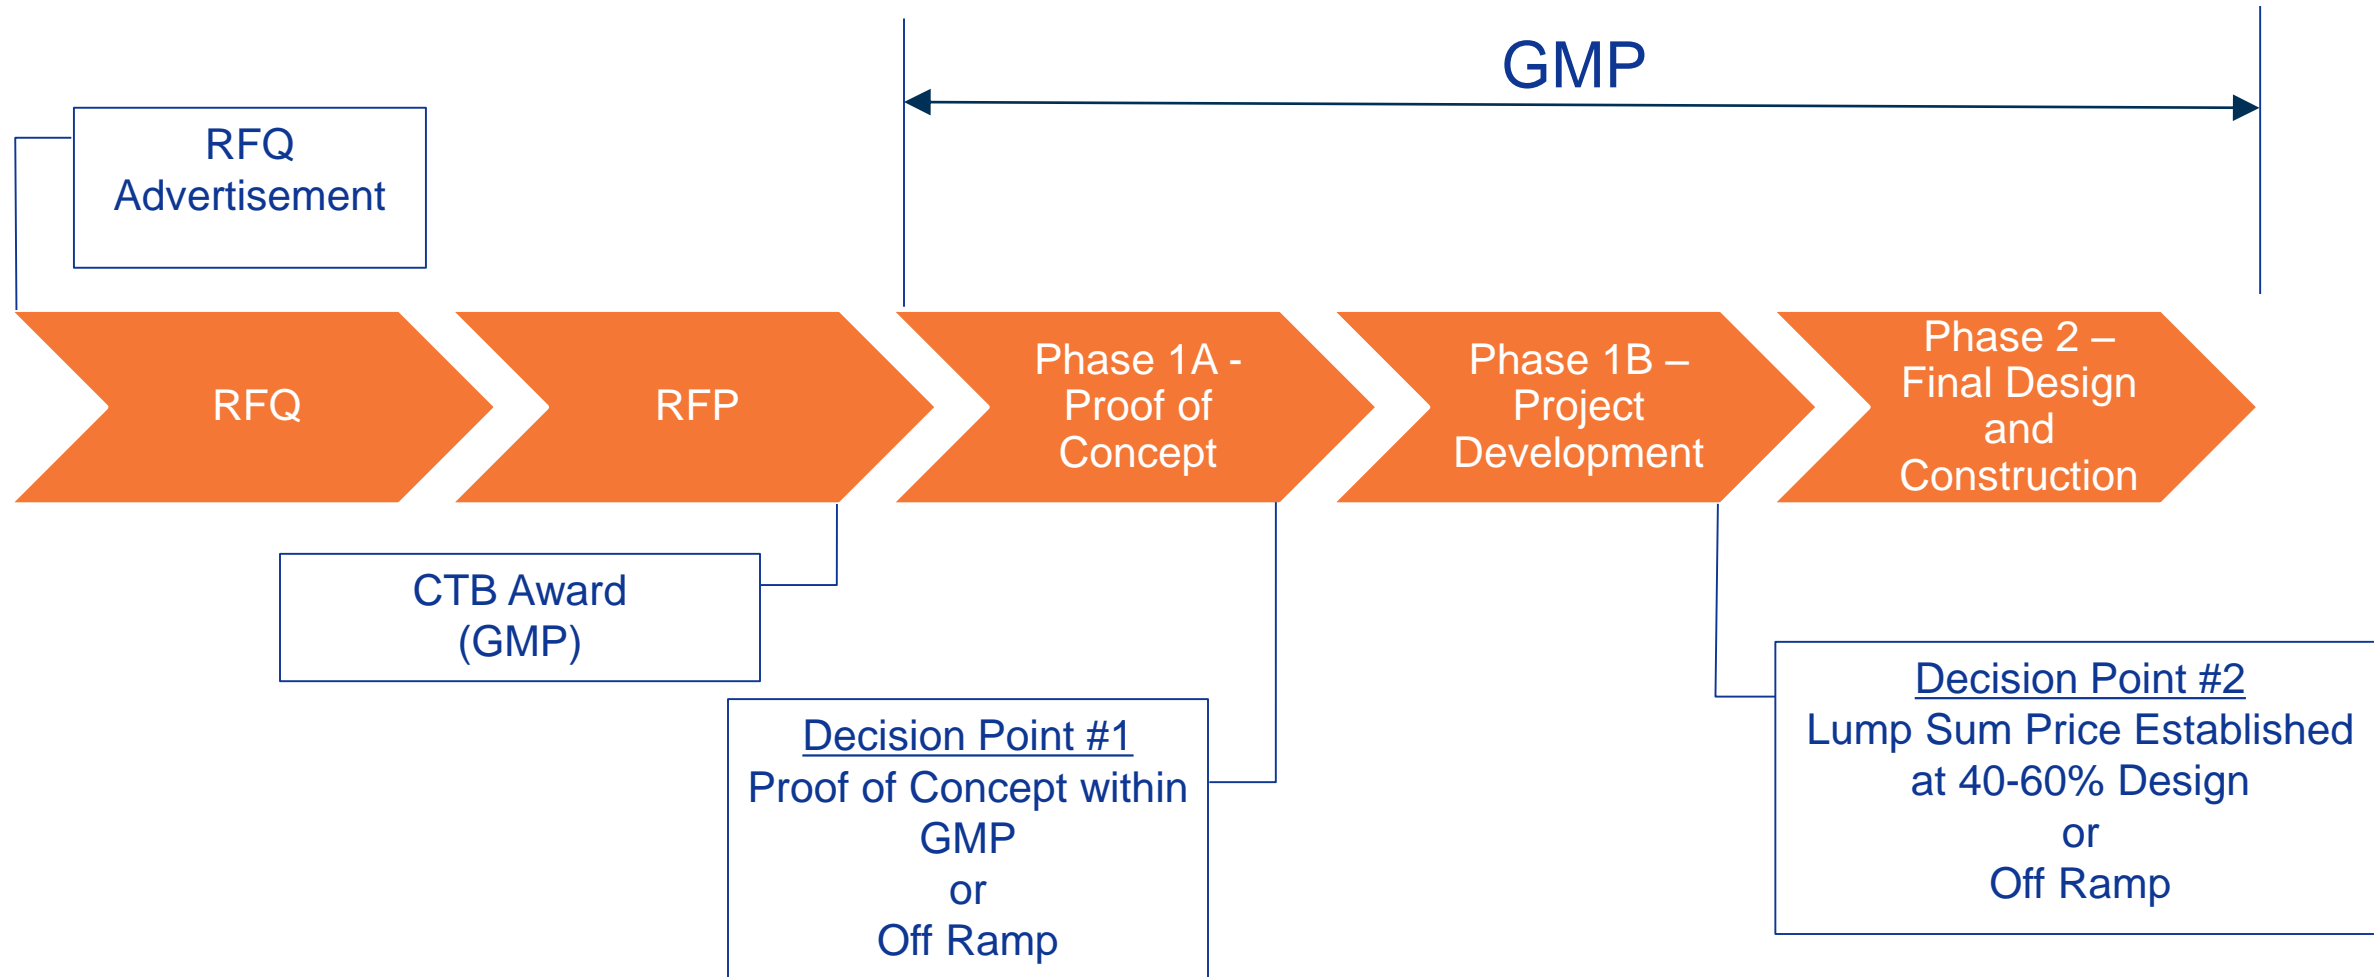 GMP
RFQ
Advertisement
RFQ
RFP
Phase 1A -
Proof of
Concept
Phase 1B –
Project
Development
Phase 2 –
Final Design
and
Construction
CTB Award
(GMP)
Decision Point #1
Proof of Concept within
GMP
or
Off Ramp
Decision Point #2
Lump Sum Price Established
at 40-60% Design
or
Off Ramp